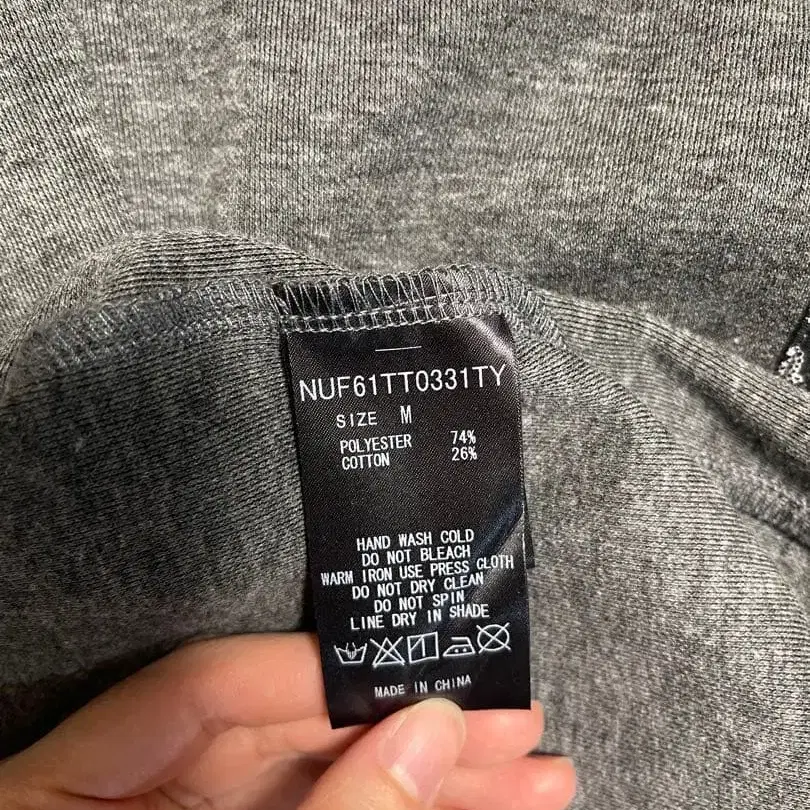 NUF61TT0331TY
SIZE M
POLYESTER 74%
COTTON 26%
HAND WASH COLD
DO NOT BLEACH
WARM IRON USE PRESS CLOTH
DO NOT DRY CLEAN
DO NOT SPIN
LINE DRY IN SHADE
MADE IN CHINA